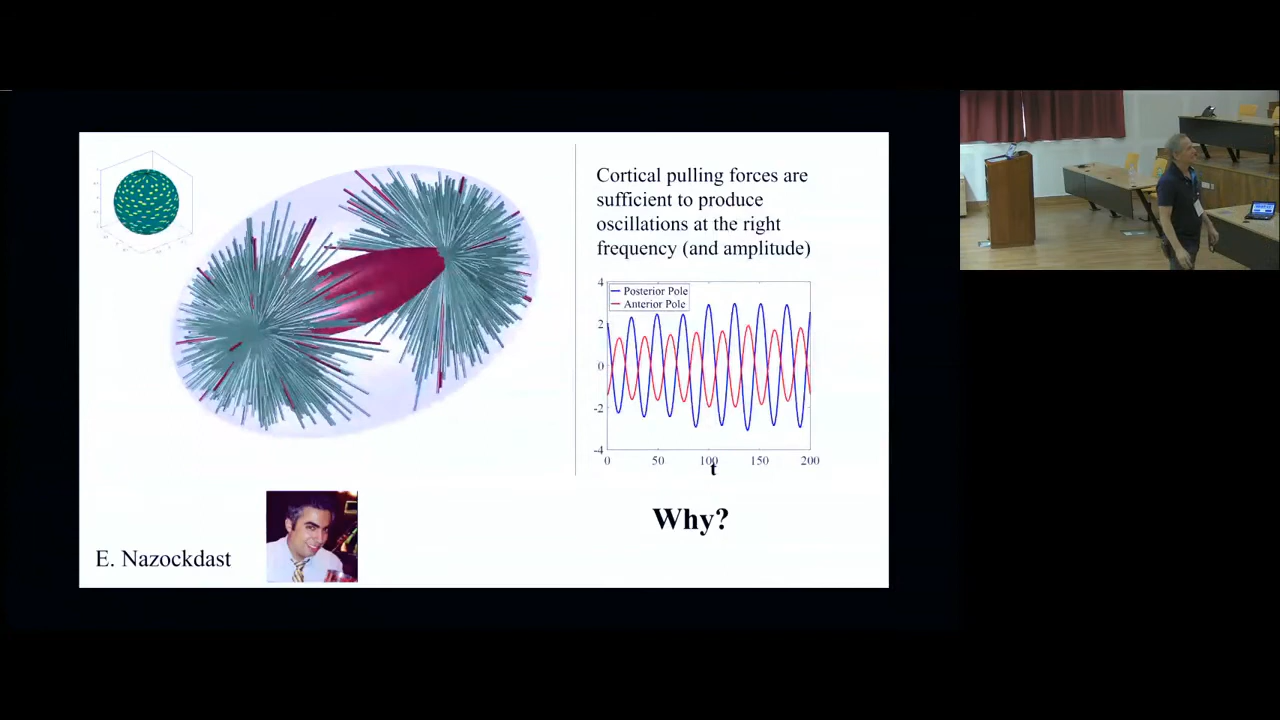 Cortical pulling forces are
sufficient to produce
oscillations at the right
frequency (and amplitude)
4
Posterior Pole
Anterior Pole
2
0
-2
-4
0
50
100
150
200
t
Why?
E. Nazockdast